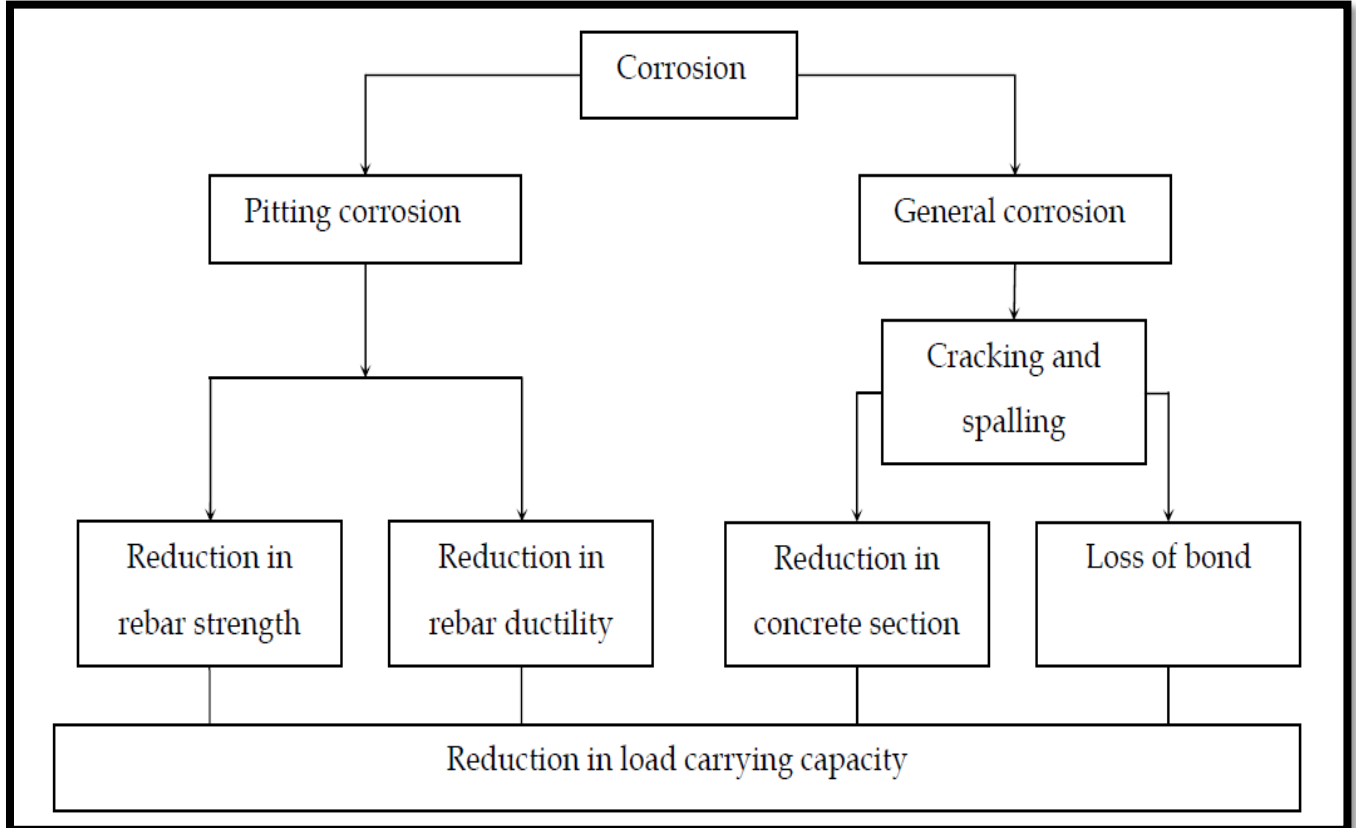 Corrosion
Pitting corrosion
General corrosion
Cracking and
spalling
Reduction in
rebar strength
Reduction in
rebar ductility
Reduction in
concrete section
Loss of bond
Reduction in load carrying capacity